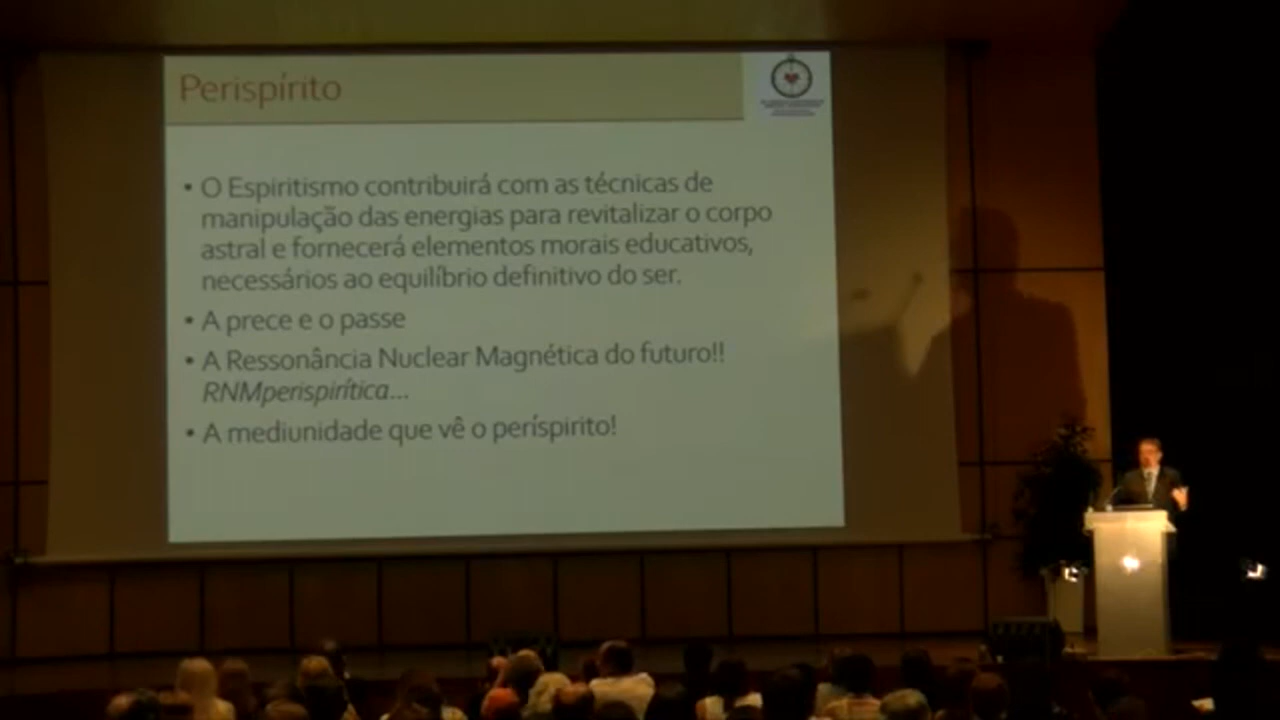 Perispírito
• O Espiritismo contribuirá com as técnicas de
manipulação das energias para revitalizar o corpo
astral e fornecerá elementos morais educativos,
necessários ao equilíbrio definitivo do ser.
• A prece e o passe
• A Ressonância Nuclear Magnética do futuro!!
RNMperispirítica...
• A mediunidade que vê o períspirito!